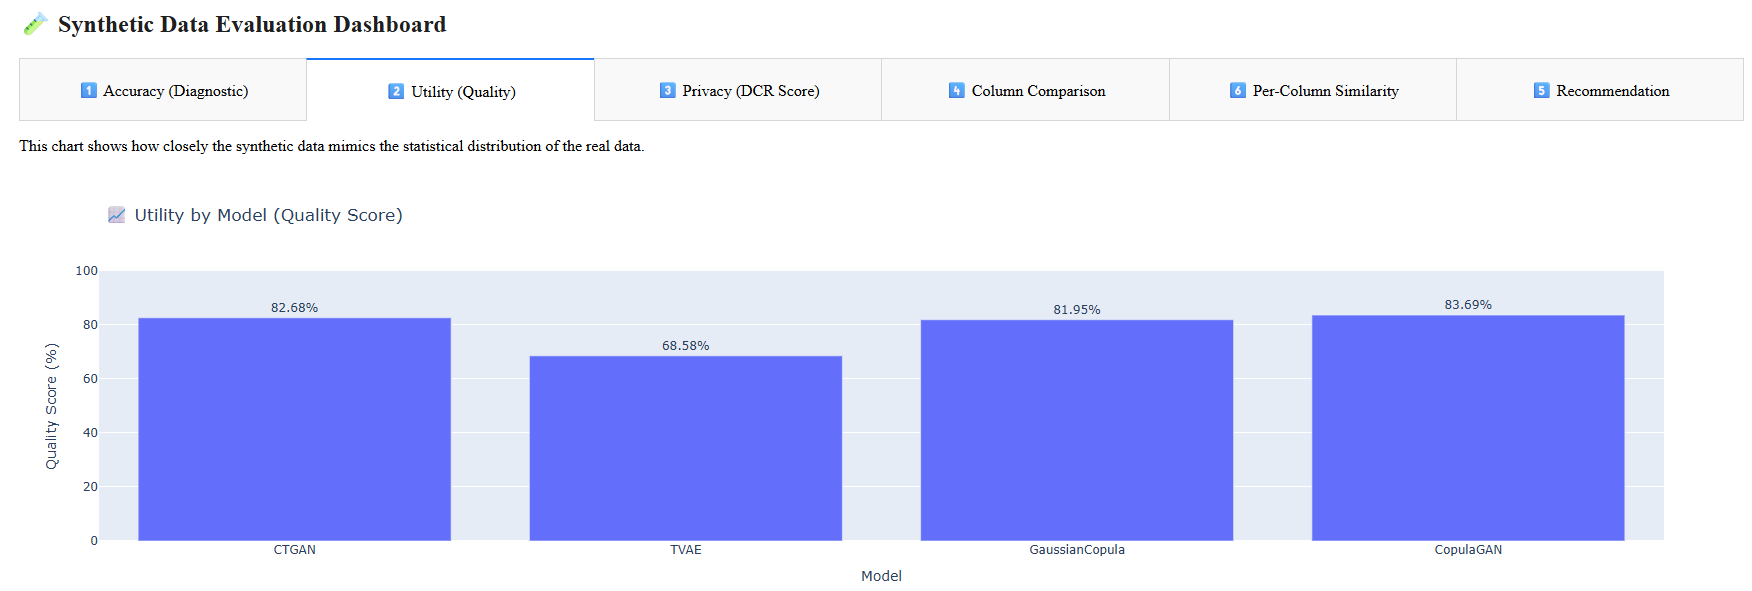 🧪 Synthetic Data Evaluation Dashboard
1️⃣ Accuracy (Diagnostic)
2️⃣ Utility (Quality)
3️⃣ Privacy (DCR Score)
4️⃣ Column Comparison
6️⃣ Per-Column Similarity
5️⃣ Recommendation
This chart shows how closely the synthetic data mimics the statistical distribution of the real data.
📈 Utility by Model (Quality Score)
Quality Score (%)
100
80
60
40
20
0
82.68%
68.58%
81.95%
83.69%
CTGAN
TVAE
GaussianCopula
CopulaGAN
Model